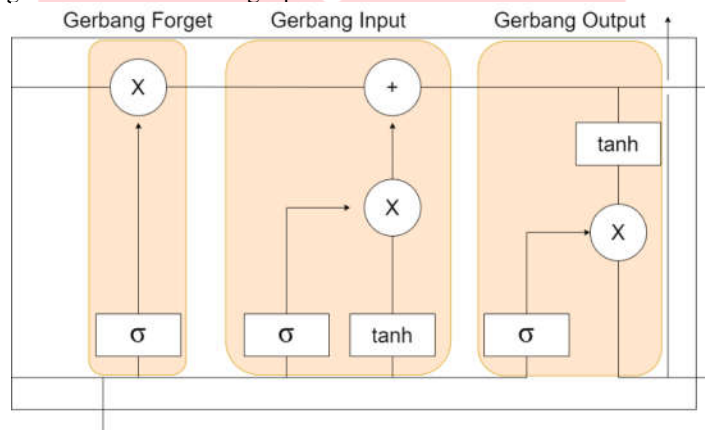 Gerbang Forget Gerbang Input Gerbang Output
X +
tanh
X
X
σ σ tanh σ